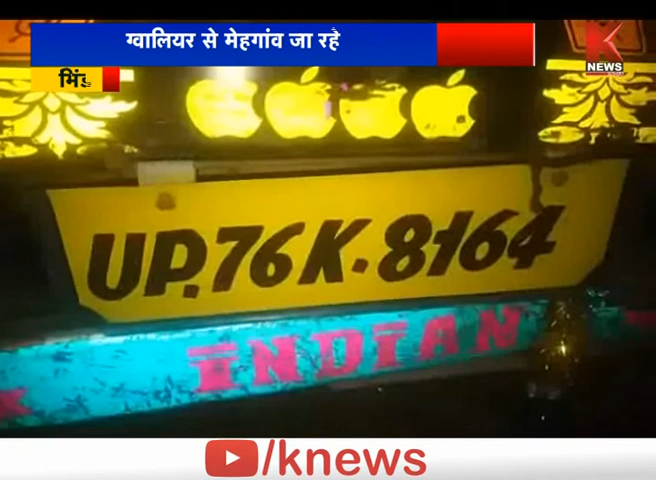 ग्वालियर से मेहगांव जा रहे
K
NEWS
UP.76K.8164
INDIAN
/knews